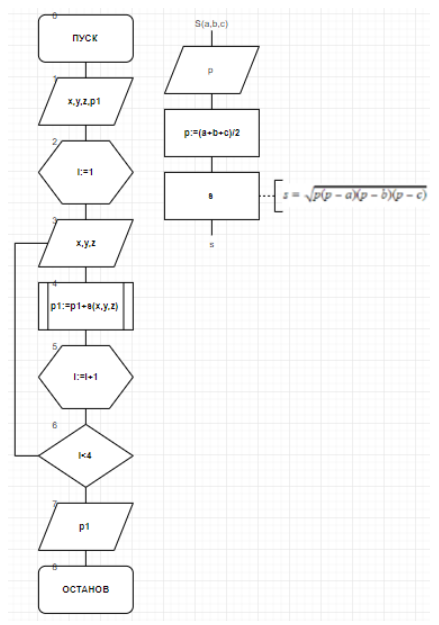 0
ПУСК
1
x,y,z,p1
2
I:=1
3
x,y,z
4
p1:=p1+s(x,y,z)
5
I:=I+1
6
I<4
7
p1
8
ОСТАНОВ
S(a,b,c)
p
p:=(a+b+c)/2
s
s = √p(p − a)(p − b)(p − c)
s